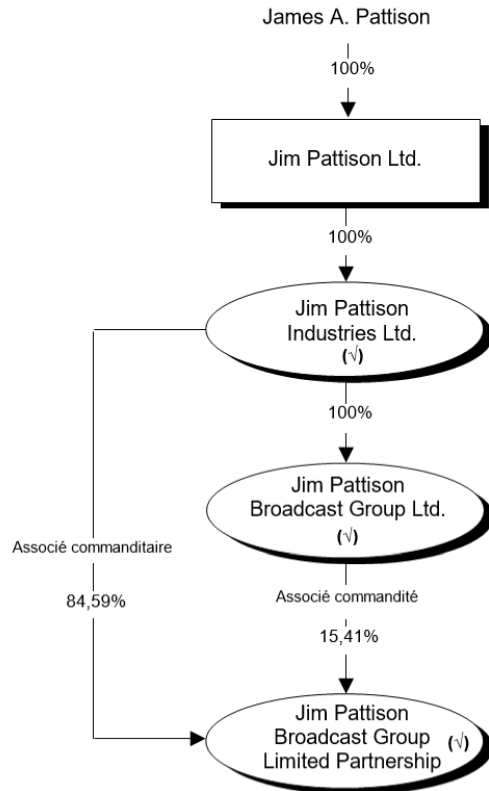 James A. Pattison
100%
Jim Pattison Ltd.
100%
Jim Pattison
Industries Ltd.
(√)
100%
Jim Pattison
Broadcast Group Ltd.
(√)
Associé commanditaire
84,59%
Associé commandité
15,41%
Jim Pattison
Broadcast Group (√)
Limited Partnership